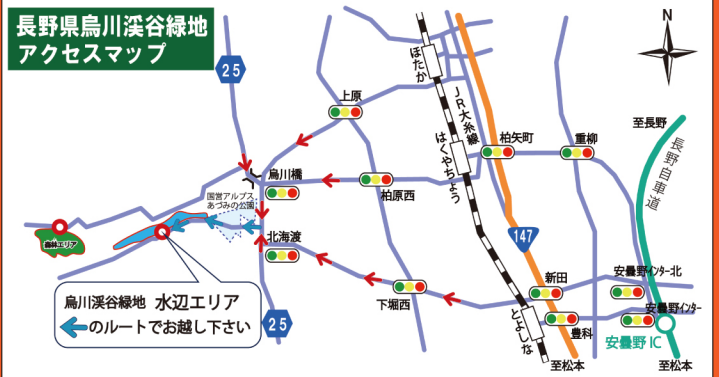 長野県烏川渓谷緑地
アクセスマップ
N
25
ほたか
上原
JR大糸線
柏矢町
重柳
至長野
長野自車道
はくやちょう
烏川橋
柏原西
国営アルプス
あづみの公園
森林エリア
北海渡
147
新田
安曇野インター北
烏川渓谷緑地 水辺エリア
のルートでお越し下さい
25
下堀西
とよしな
豊科
安曇野インター
安曇野IC
至松本
至松本